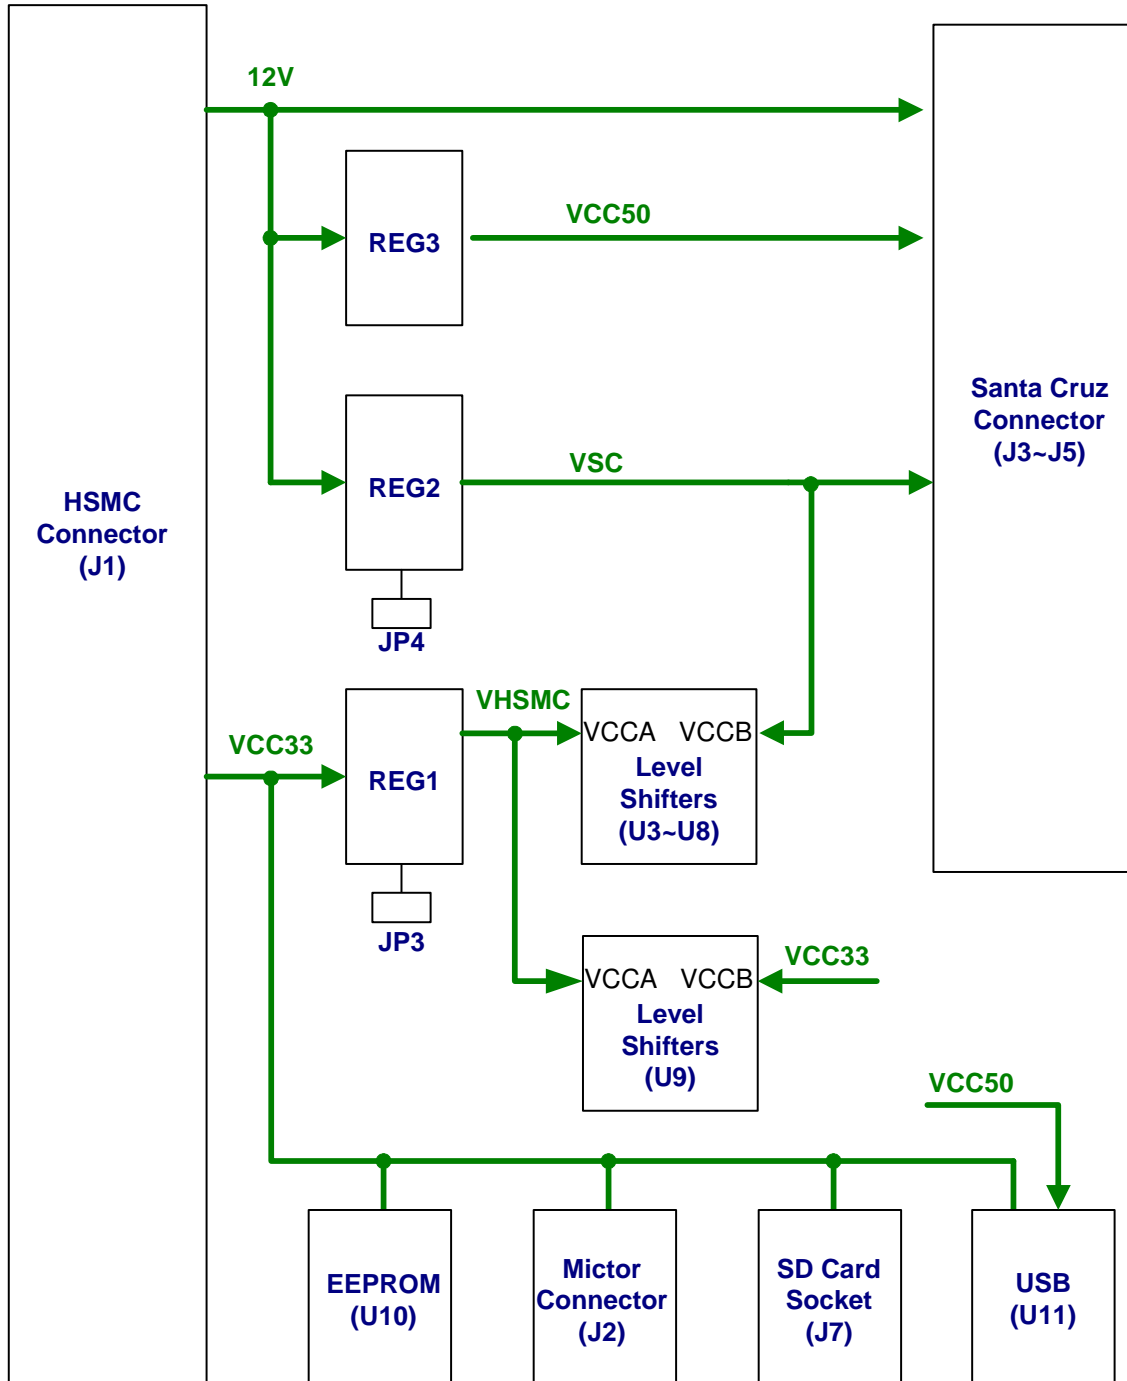 12V
VCC50
REG3
Santa Cruz
Connector
(J3~J5)
VSC
REG2
HSMC
Connector
(J1)
JP4
VHSMC
VCC33
REG1
VCCA VCCB
Level
Shifters
(U3~U8)
JP3
VCC33
VCCA VCCB
Level
Shifters
(U9)
VCC50
EEPROM
(U10)
Mictor
Connector
(J2)
SD Card
Socket
(J7)
USB
(U11)